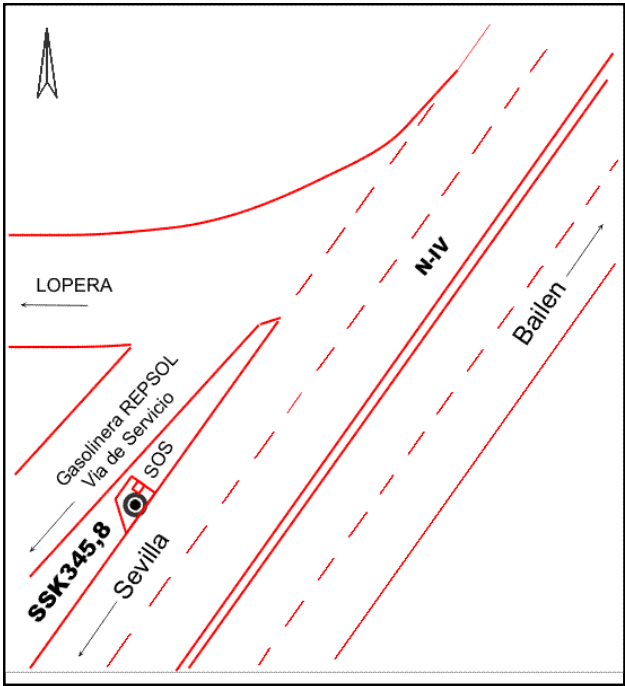 N-IV
LOPERA
Bailen
Gasolinera REPSOL
Via de Servicio
SOS
SSK345,8
Sevilla